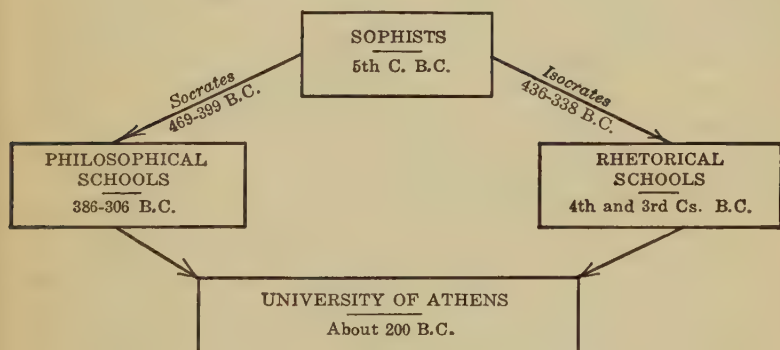 SOPHISTS
5th C. B.C.
Socrates
469-399 B.C.
Isocrates
436-338 B.C.
PHILOSOPHICAL
SCHOOLS
386-306 B.C.
RHETORICAL
SCHOOLS
4th and 3rd Cs. B.C.
UNIVERSITY OF ATHENS
About 200 B.C.